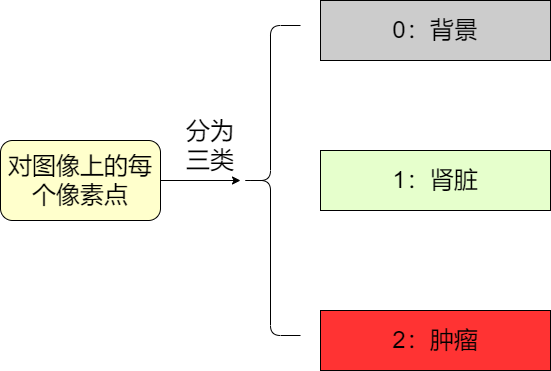 0：背景
分为
三类
对图像上的每
个像素点
1：肾脏
2：肿瘤